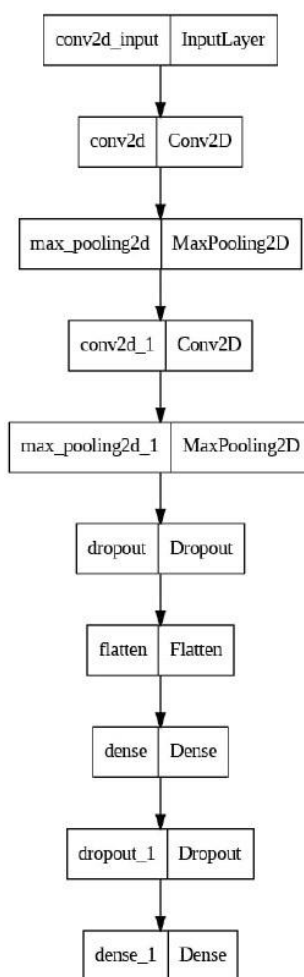 conv2d_input InputLayer
conv2d Conv2D
max_pooling2d MaxPooling2D
conv2d_1 Conv2D
max_pooling2d_1 MaxPooling2D
dropout Dropout
flatten Flatten
dense Dense
dropout_1 Dropout
dense_1 Dense